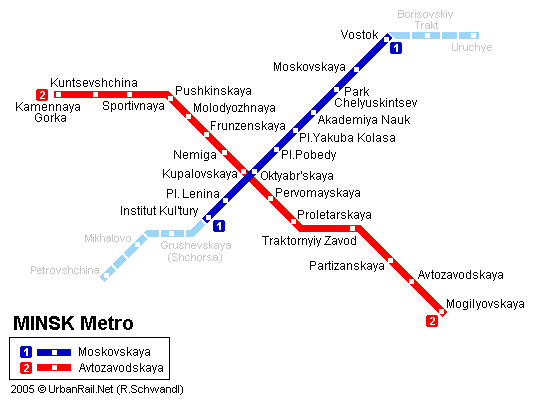 Borisovskiy
Trakt
Vostok
1
Uruchye
Moskovskaya
Kuntsevshchina
Park
Chelyuskintsev
2
Pushkinskaya
Kamennaya
Gorka
Sportivnaya
Molodyozhnaya
Akademiya Nauk
Frunzenskaya
Pl.Yakuba Kolasa
Nemiga
Pl.Pobedy
Kupalovskaya
Oktyabr'skaya
Pl. Lenina
Pervomayskaya
Institut Kul'tury
1
Proletarskaya
Mikhalovo
Grushevskaya
(Shchorsa)
Traktornyiy Zavod
Petrovshchina
Partizanskaya
Avtozavodskaya
Mogilyovskaya
2
MINSK Metro
1 Moskovskaya
2 Avtozavodskaya
2005 © UrbanRail.Net (R.Schwandl)